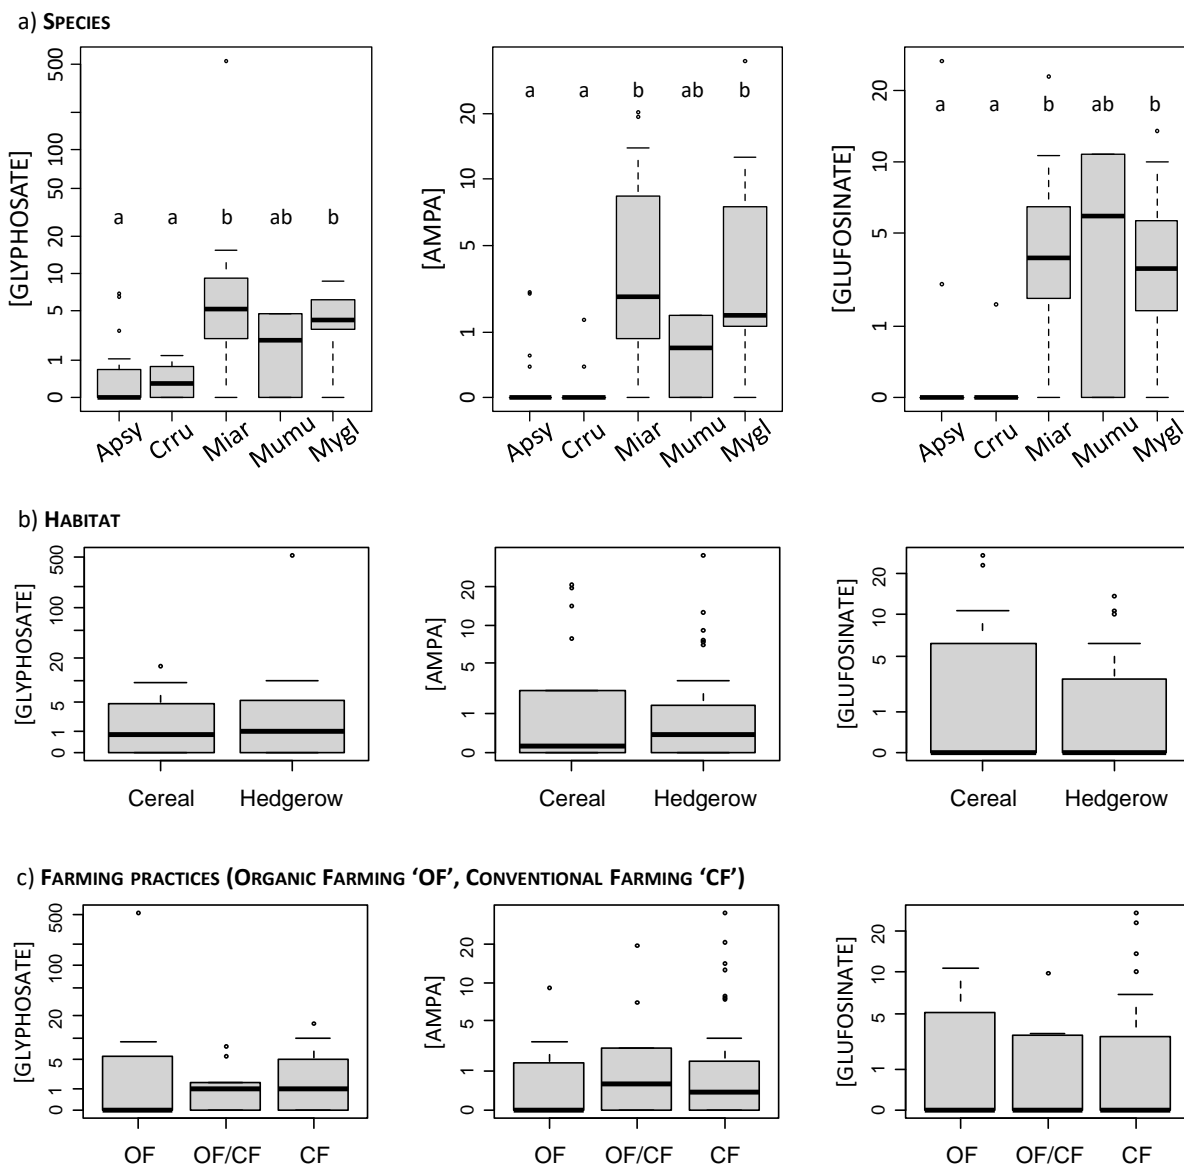 a) SPECIES
[GLYPHOSATE]
500
100
50
20
10
5
1
0
a a b ab b
Apsy Crru Miar Mumu Mygl
[AMPA]
20
10
5
1
0
a a b ab b
Apsy Crru Miar Mumu Mygl
[GLUFOSINATE]
20
10
5
1
0
a a b ab b
Apsy Crru Miar Mumu Mygl
b) HABITAT
[GLYPHOSATE]
500
100
20
5
1
0
Cereal Hedgerow
[AMPA]
20
10
5
1
0
Cereal Hedgerow
[GLUFOSINATE]
20
10
5
1
0
Cereal Hedgerow
c) FARMING PRACTICES (ORGANIC FARMING ‘OF’, CONVENTIONAL FARMING ‘CF’)
[GLYPHOSATE]
500
100
20
5
1
0
OF OF/CF CF
[AMPA]
20
10
5
1
0
OF OF/CF CF
[GLUFOSINATE]
20
10
5
1
0
OF OF/CF CF